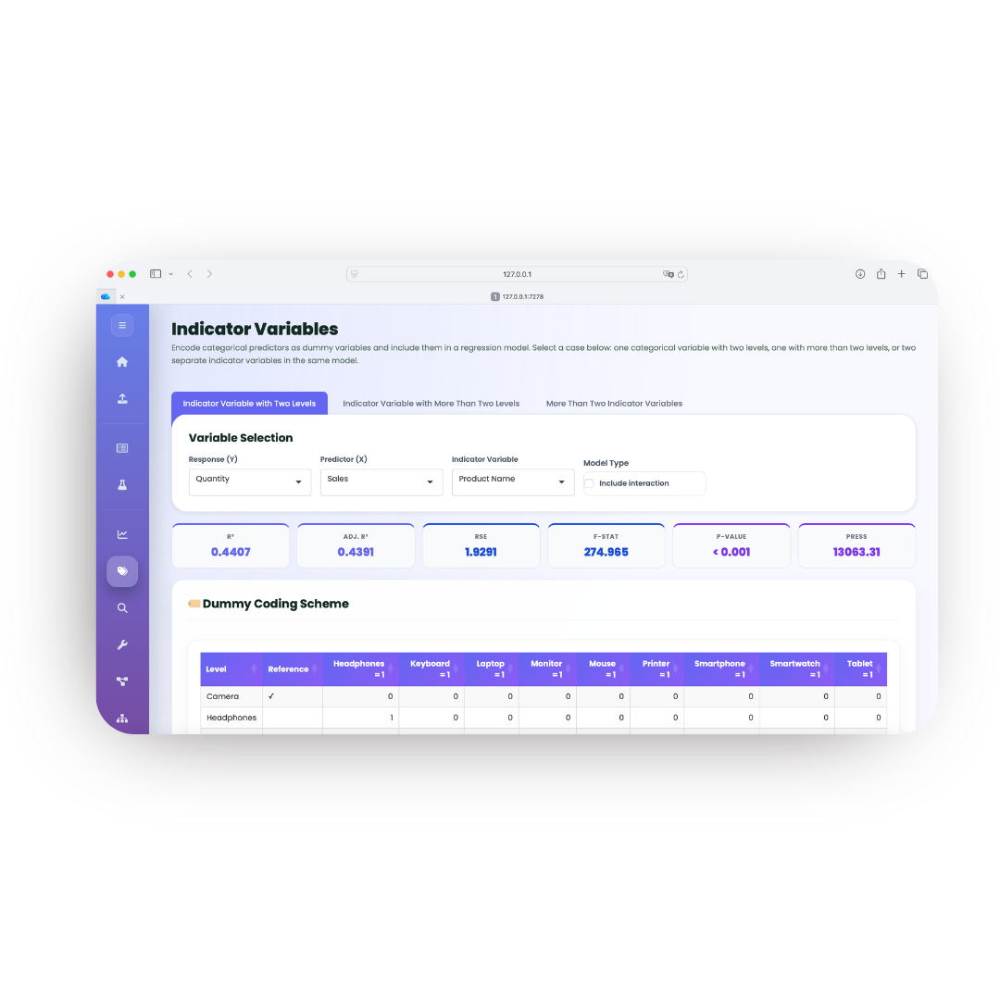 127.0.0.1
1 127.0.0.1:7278
Indicator Variables
Encode categorical predictors as dummy variables and include them in a regression model. Select a case below: one categorical variable with two levels, one with more than two levels, or two
separate indicator variables in the same model.
Indicator Variable with Two Levels Indicator Variable with More Than Two Levels More Than Two Indicator Variables
Variable Selection
Response (Y) Predictor (X) Indicator Variable Model Type
Quantity Sales Product Name Include interaction
R² ADJ. R² RSE F-STAT P-VALUE PRESS
0.4407 0.4391 1.9291 274.965 < 0.001 13063.31
Dummy Coding Scheme
Level Reference Headphones Keyboard Laptop Monitor Mouse Printer Smartphone Smartwatch Tablet
= 1 = 1 = 1 = 1 = 1 = 1 = 1 = 1 = 1
Camera ✓ 0 0 0 0 0 0 0 0 0
Headphones 1 0 0 0 0 0 0 0 0